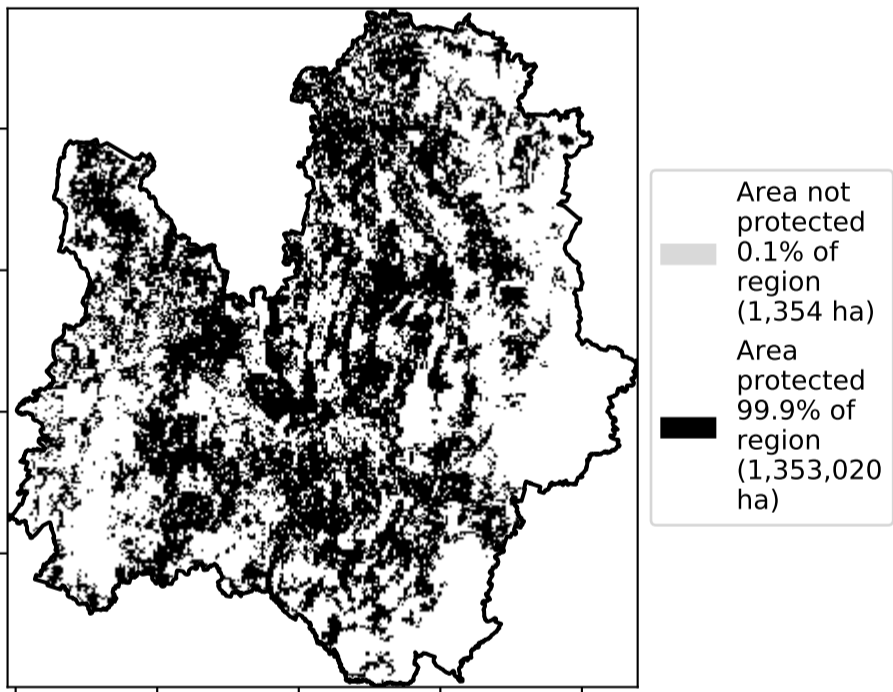 Area not
protected
0.1% of
region
(1,354 ha)
Area
protected
99.9% of
region
(1,353,020
ha)